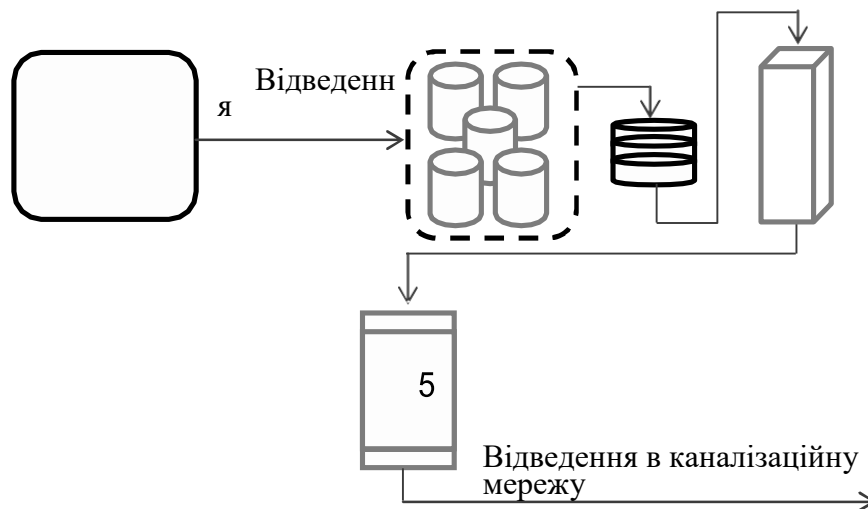 Відведенн
я
5
Відведення в каналізаційну
мережу